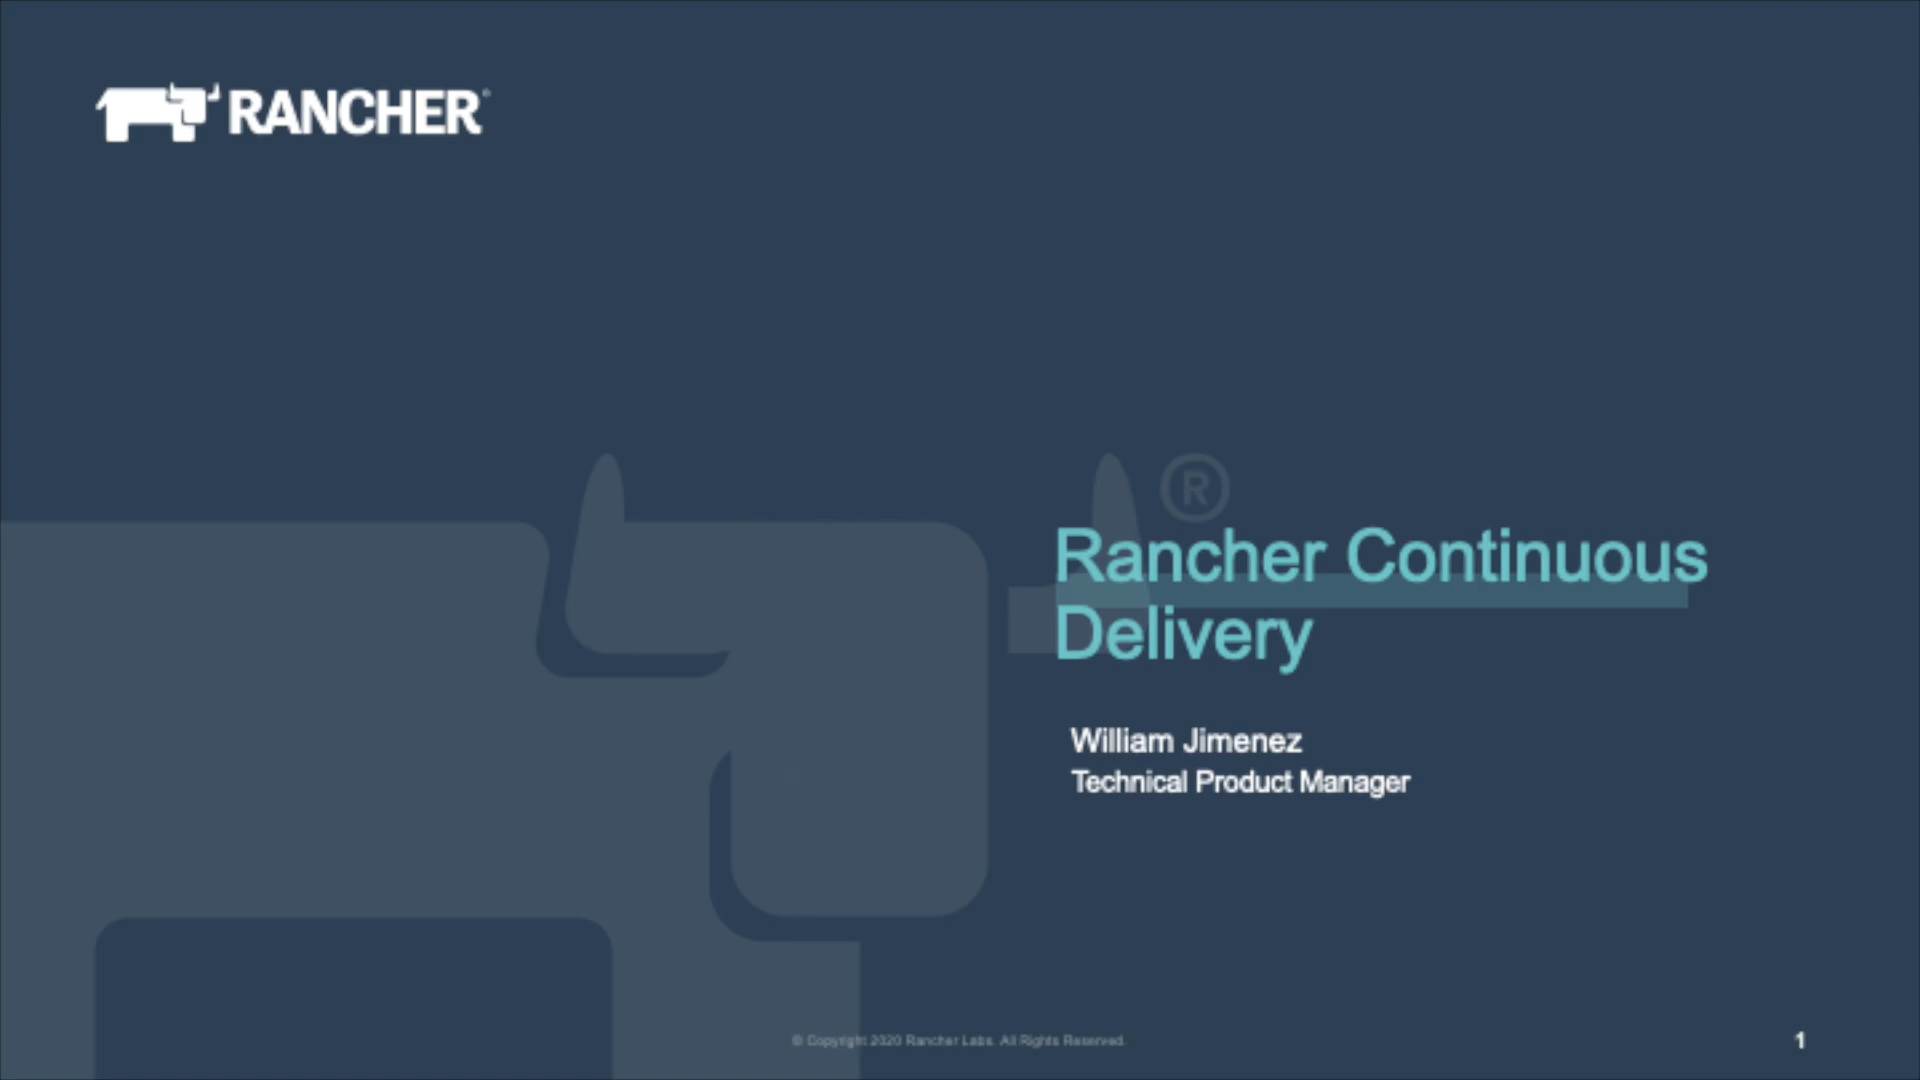 RANCHER®
®
Rancher Continuous
Delivery
William Jimenez
Technical Product Manager
© Copyright 2020 Rancher Labs. All Rights Reserved.
1